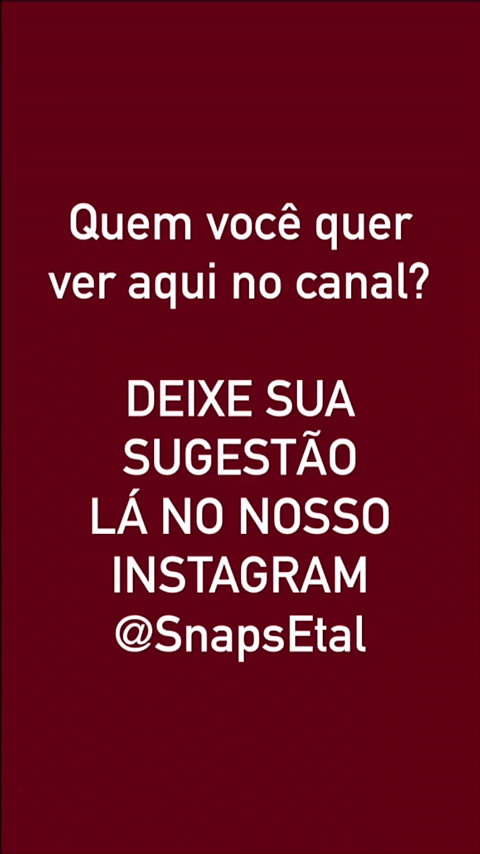 Quem você quer
ver aqui no canal?
DEIXE SUA
SUGESTÃO
LÁ NO NOSSO
INSTAGRAM
@SnapsEtal